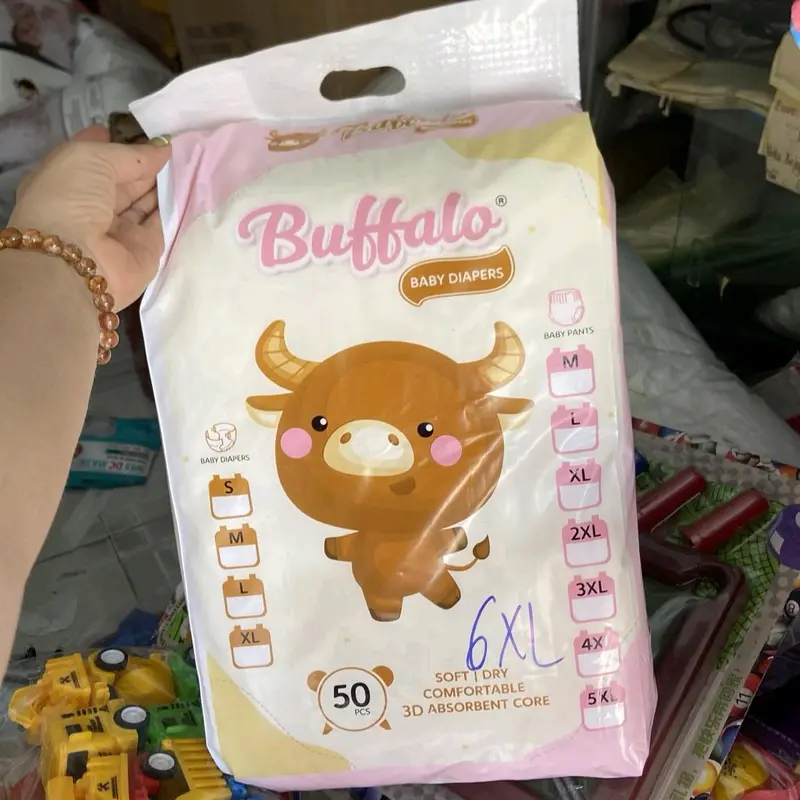 Buffalo
®
BABY DIAPERS
BABY PANTS
M
L
XL
2XL
3XL
4X
5XL
BABY DIAPERS
S
M
L
XL
6XL
50
PCS
SOFT | DRY
COMFORTABLE
3D ABSORBENT CORE
11